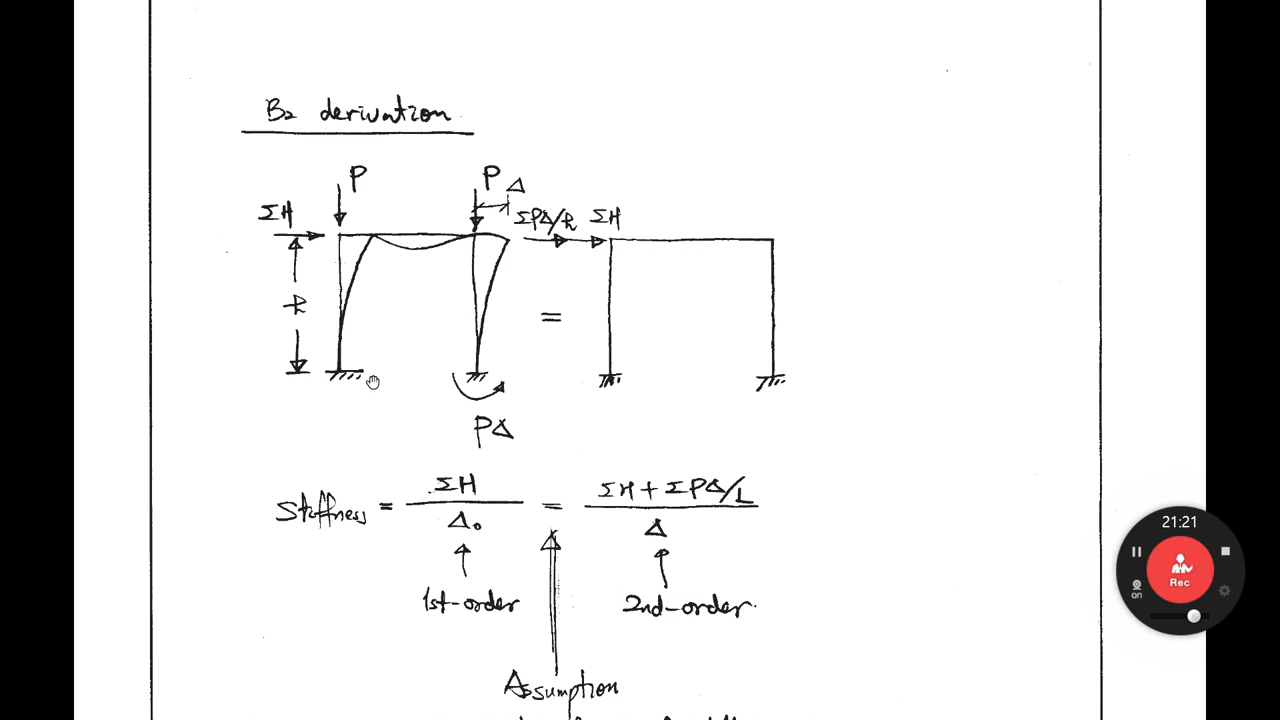 B₂ derivation
P P Δ
ΣH ΣPΔ/h ΣH
h =
PΔ
Stiffness = ΣH / Δ₀ = ΣH + ΣPΔ/L / Δ
1st-order 2nd-order.
Assumption
21:21
Rec
on